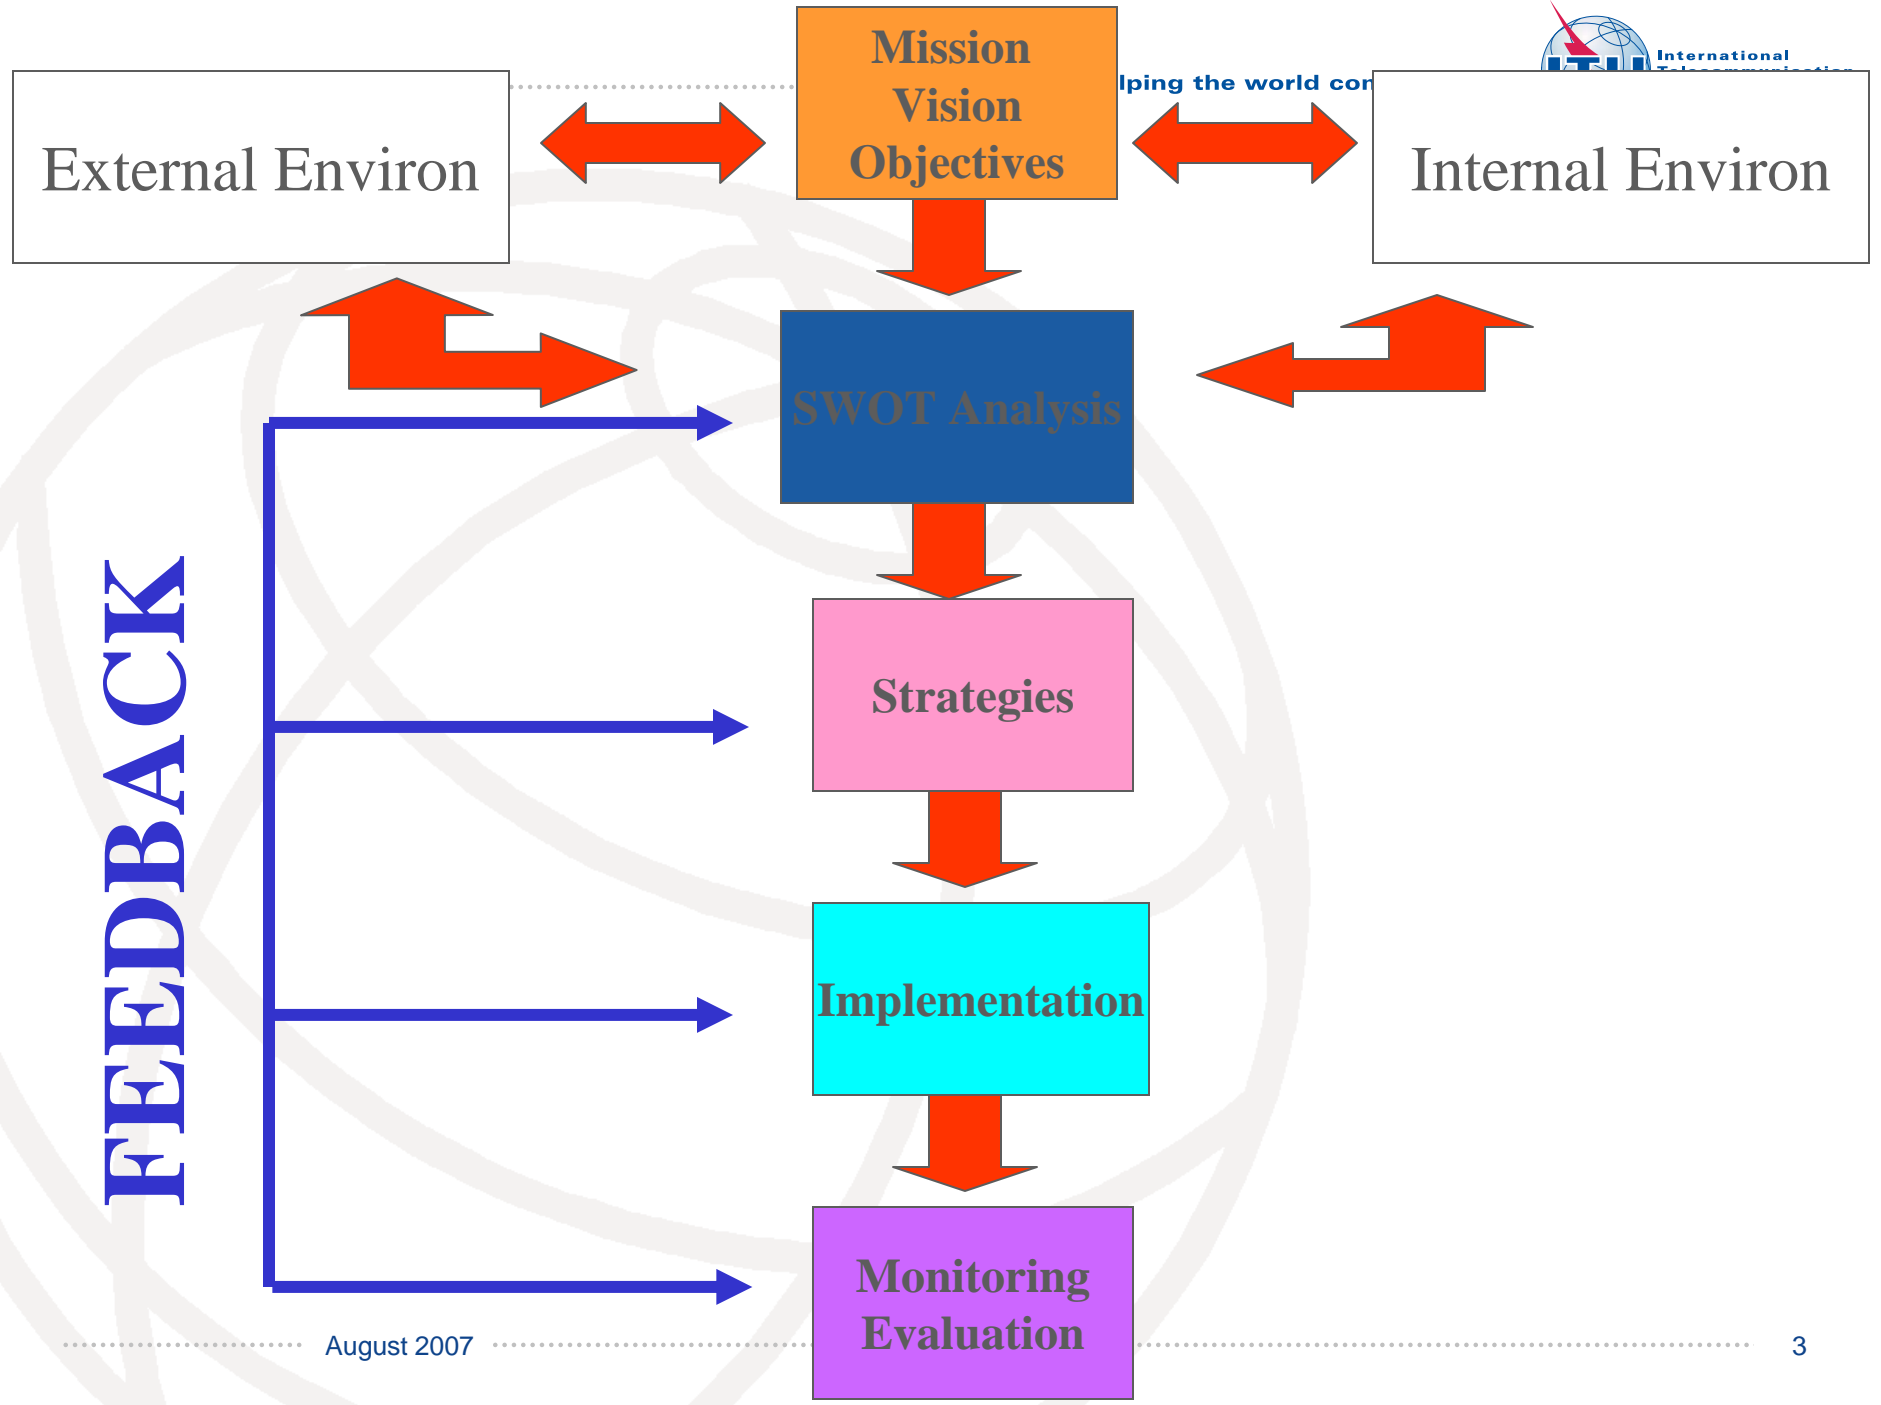 Mission
Vision
Objectives
International
ITU
lping the world con
External Environ
Internal Environ
SWOT Analysis
FEEDBACK
Strategies
Implementation
Monitoring
Evaluation
August 2007
3